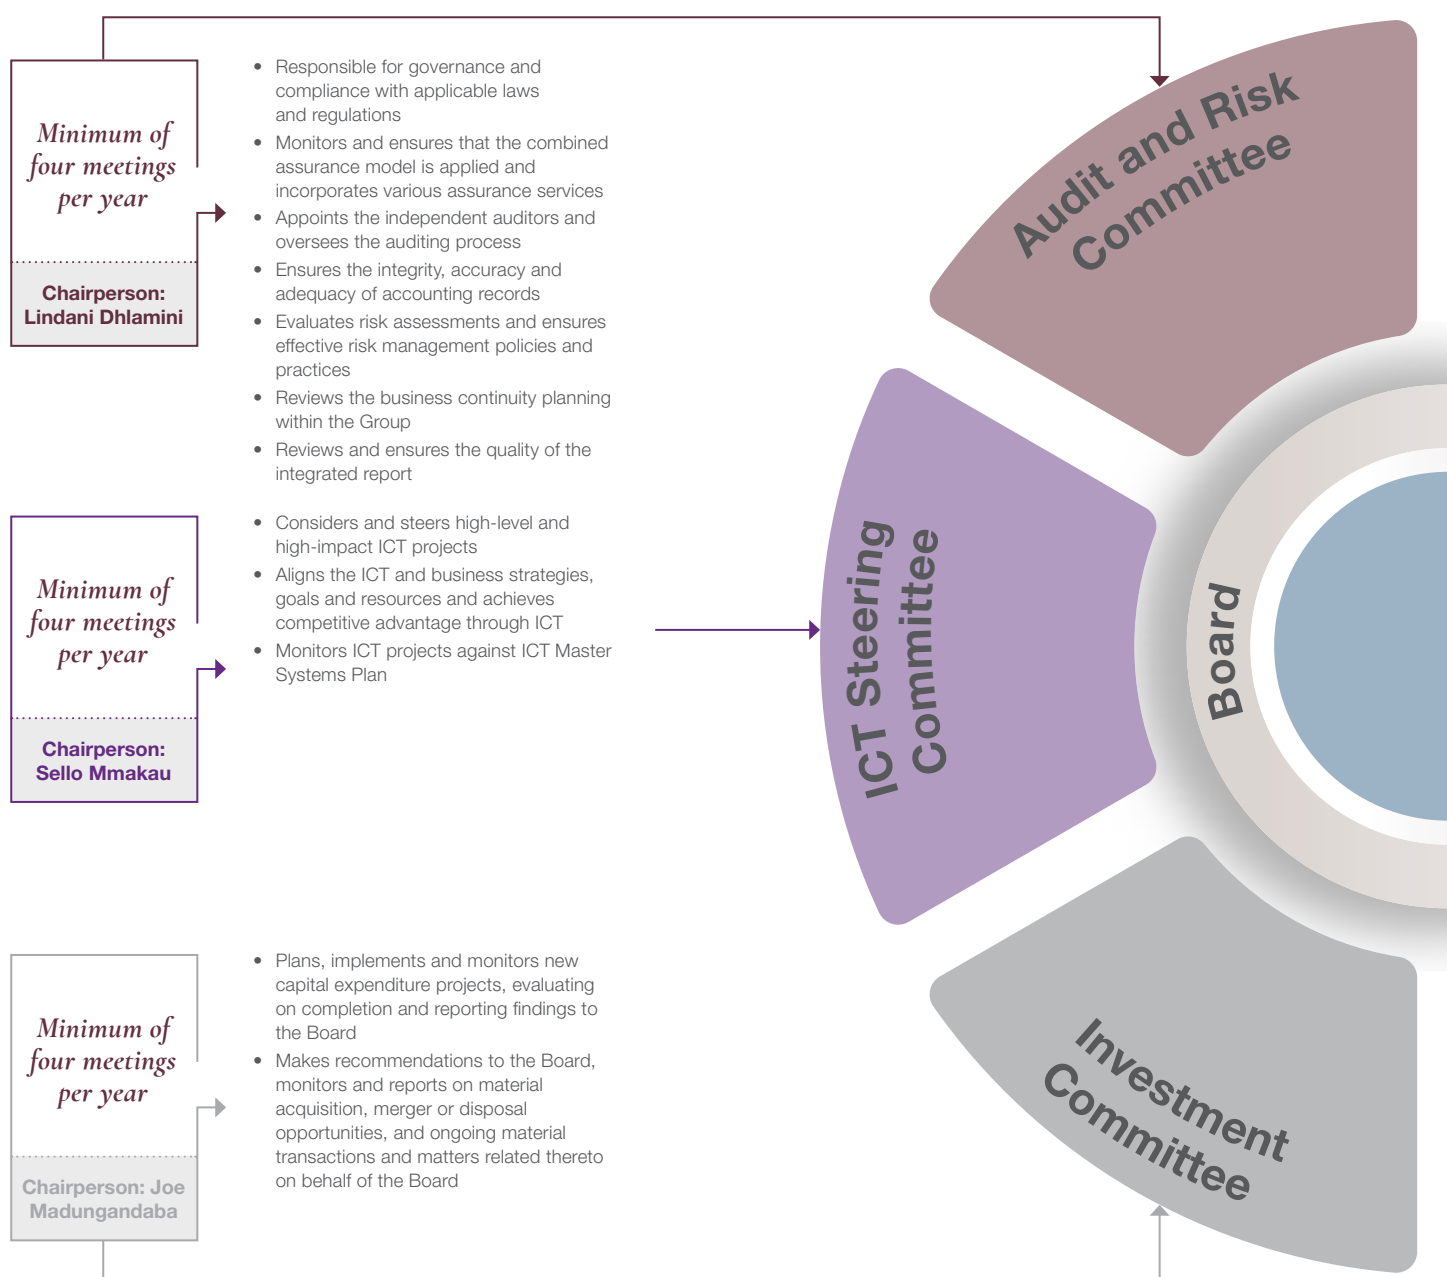 Minimum of
four meetings
per year
Chairperson:
Lindani Dhlamini
• Responsible for governance and
compliance with applicable laws
and regulations
• Monitors and ensures that the combined
assurance model is applied and
incorporates various assurance services
• Appoints the independent auditors and
oversees the auditing process
• Ensures the integrity, accuracy and
adequacy of accounting records
• Evaluates risk assessments and ensures
effective risk management policies and
practices
• Reviews the business continuity planning
within the Group
• Reviews and ensures the quality of the
integrated report
Audit and Risk
Committee
Minimum of
four meetings
per year
Chairperson:
Sello Mmakau
• Considers and steers high-level and
high-impact ICT projects
• Aligns the ICT and business strategies,
goals and resources and achieves
competitive advantage through ICT
• Monitors ICT projects against ICT Master
Systems Plan
ICT Steering
Committee
Board
Minimum of
four meetings
per year
Chairperson: Joe
Madungandaba
• Plans, implements and monitors new
capital expenditure projects, evaluating
on completion and reporting findings to
the Board
• Makes recommendations to the Board,
monitors and reports on material
acquisition, merger or disposal
opportunities, and ongoing material
transactions and matters related thereto
on behalf of the Board
Investment
Committee